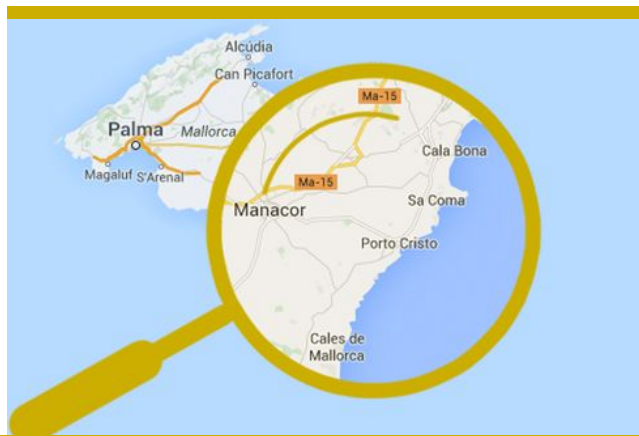 Alcúdia
Can Picafort
Ma-15
Palma
Mallorca
Cala Bona
Magaluf
S'Arenal
Ma-15
Manacor
Sa Coma
Porto Cristo
Cales de
Mallorca